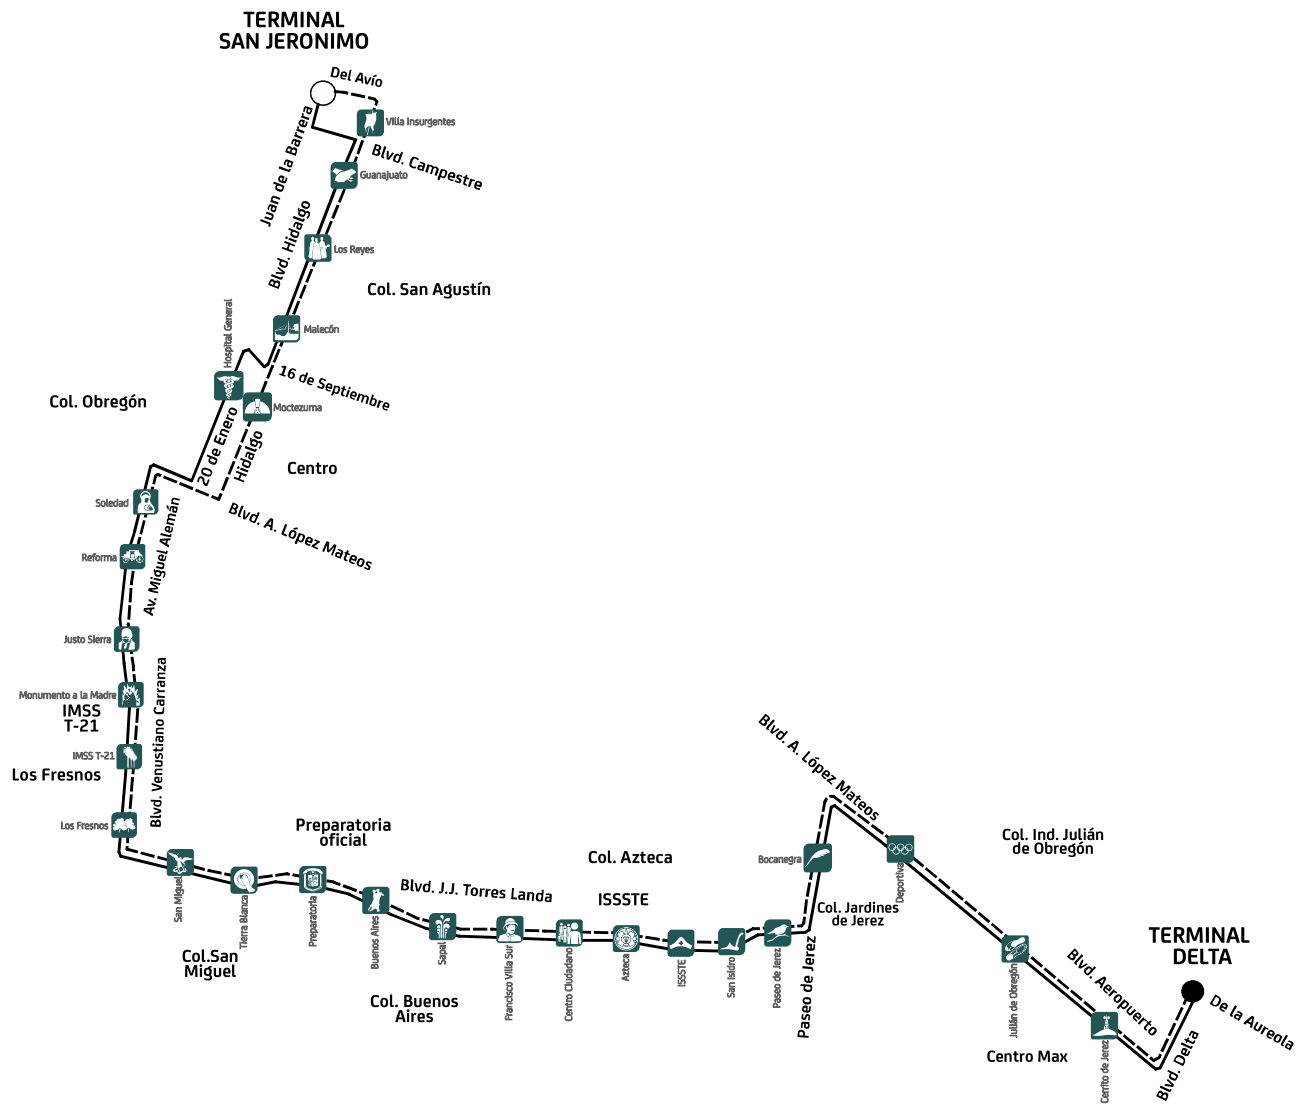 TERMINAL
SAN JERONIMO
Del Avío
Juan de la Barrera
Villa Insurgentes
Blvd. Campestre
Guanajuato
Blvd. Hidalgo
Los Reyes
Col. San Agustín
Malecón
Hospital General
16 de Septiembre
Col. Obregón
Moctezuma
20 de Enero
Hidalgo
Centro
Soledad
Blvd. A. López Mateos
Av. Miguel Alemán
Reforma
Justo Sierra
Monumento a la Madre
IMSS
T-21
Blvd. Venustiano Carranza
IMSS T-21
Los Fresnos
Los Fresnos
San Miguel
Tierra Blanca
Col.San
Miguel
Preparatoria
oficial
Preparatoria
Buenos Aires
Blvd. J.J. Torres Landa
Sapal
Col. Buenos
Aires
Francisco Villa Sur
Centro Ciudadano
Col. Azteca
ISSSTE
Azteca
ISSSTE
San Isidro
Paseo de Jerez
Paseo de Jerez
Bocanegra
Col. Jardines
de Jerez
Blvd. A. López Mateos
Deportiva
Col. Ind. Julián
de Obregón
Julián de Obregón
Centro Max
Blvd. Aeropuerto
Cerrito de Jerez
TERMINAL
DELTA
De la Aureola
Blvd. Delta